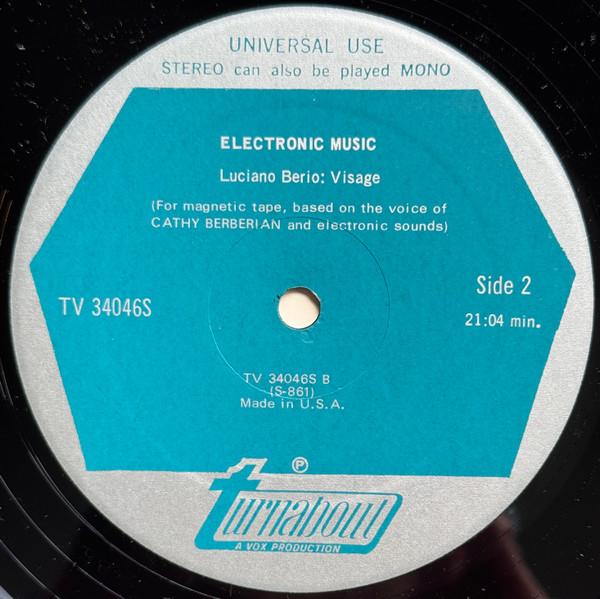 UNIVERSAL USE
STEREO can also be played MONO
ELECTRONIC MUSIC
Luciano Berio: Visage
(For magnetic tape, based on the voice of
CATHY BERBERIAN and electronic sounds)
TV 34046S
Side 2
21:04 min.
TV 34046S B
(S-861)
Made in U.S.A.
℗
turnabout
A VOX PRODUCTION